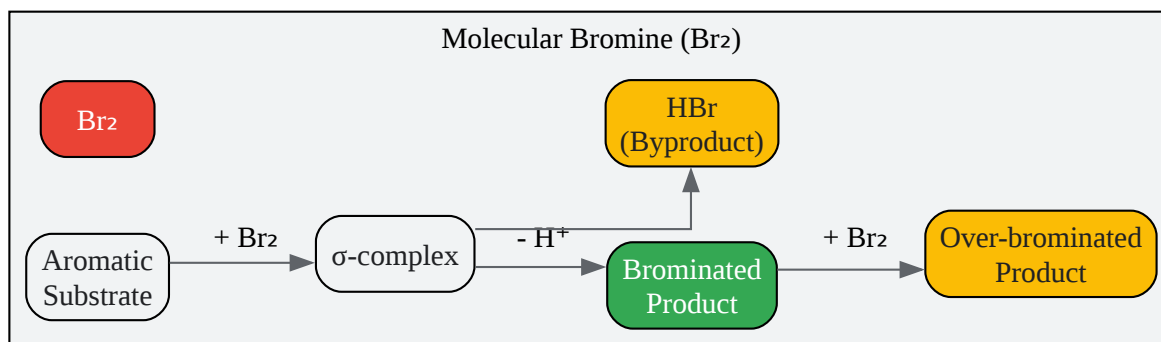 Molecular Bromine (Br₂)
Br₂
HBr
(Byproduct)
Aromatic
Substrate
+ Br₂
σ-complex
- H⁺
Brominated
Product
+ Br₂
Over-brominated
Product